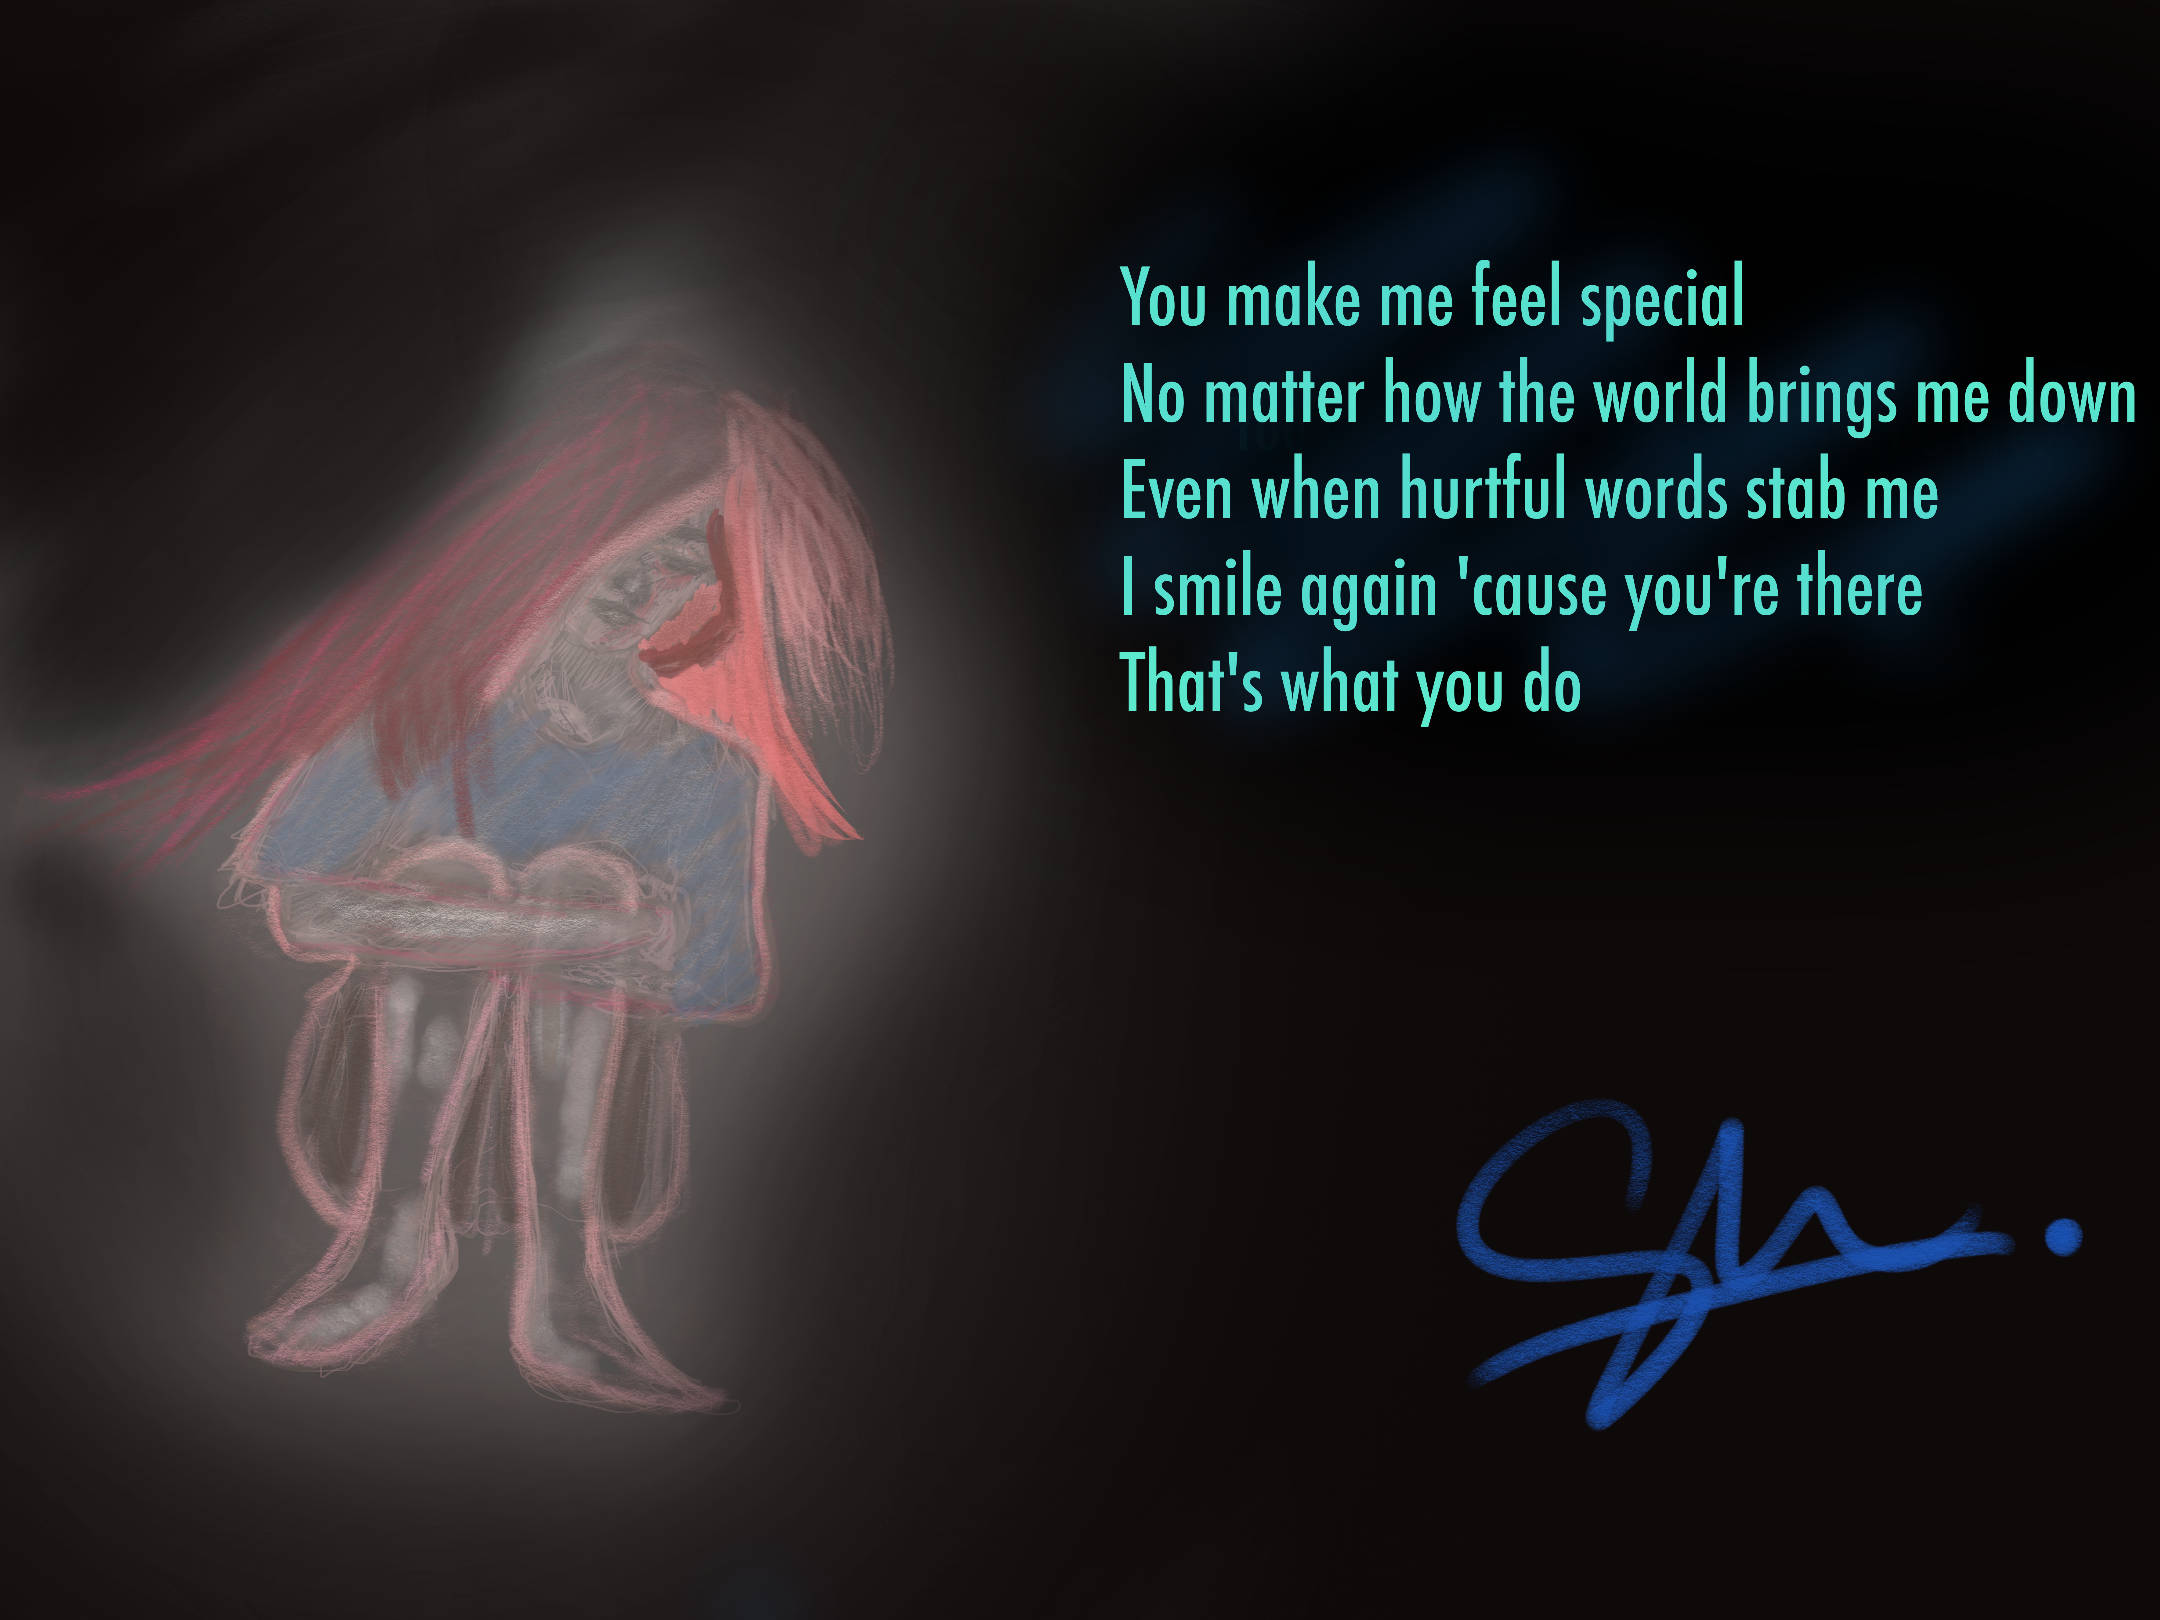 You make me feel special
No matter how the world brings me down
Even when hurtful words stab me
I smile again 'cause you're there
That's what you do